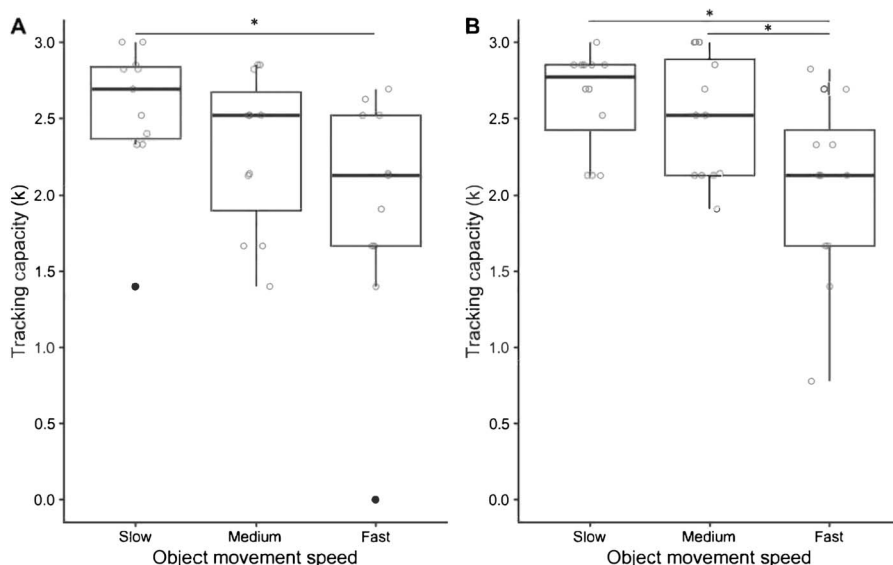 A
*
Tracking capacity (k)
3.0
2.5
2.0
1.5
1.0
0.5
0.0
Slow Medium Fast
Object movement speed
B
*
*
Tracking capacity (k)
3.0
2.5
2.0
1.5
1.0
0.5
0.0
Slow Medium Fast
Object movement speed